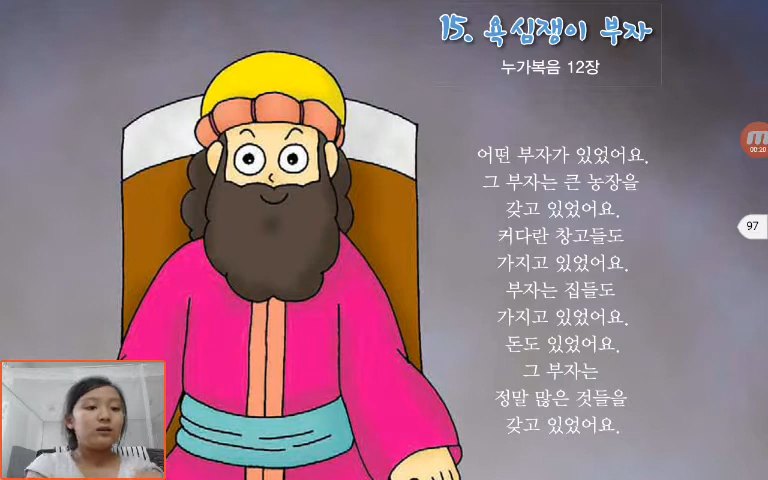 15. 욕심쟁이 부자
누가복음 12장
어떤 부자가 있었어요.
그 부자는 큰 농장을
갖고 있었어요.
커다란 창고들도
가지고 있었어요.
부자는 집들도
가지고 있었어요.
돈도 있었어요.
그 부자는
정말 많은 것들을
갖고 있었어요.
00:20
97